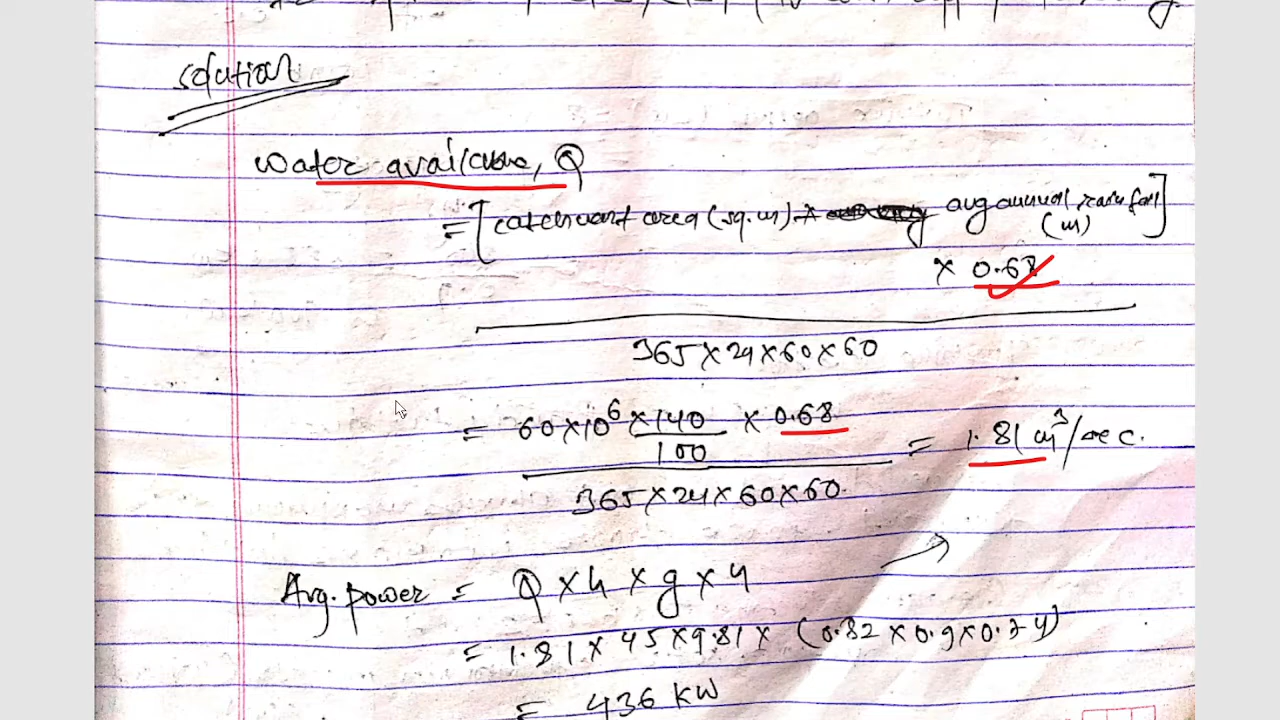 solution
Water available, Q
= [catchment area (sq.m) × avg annual rainfall (m)]
× 0.68
365×24×60×60
= 60×10⁶×140/100 × 0.68 = 1.81 m³/sec.
365×24×60×60.
Avg. power = Q × h × g × η
= 1.81 × 45 × 9.81 × (0.82 × 0.9 × 0.74)
= 436 KW